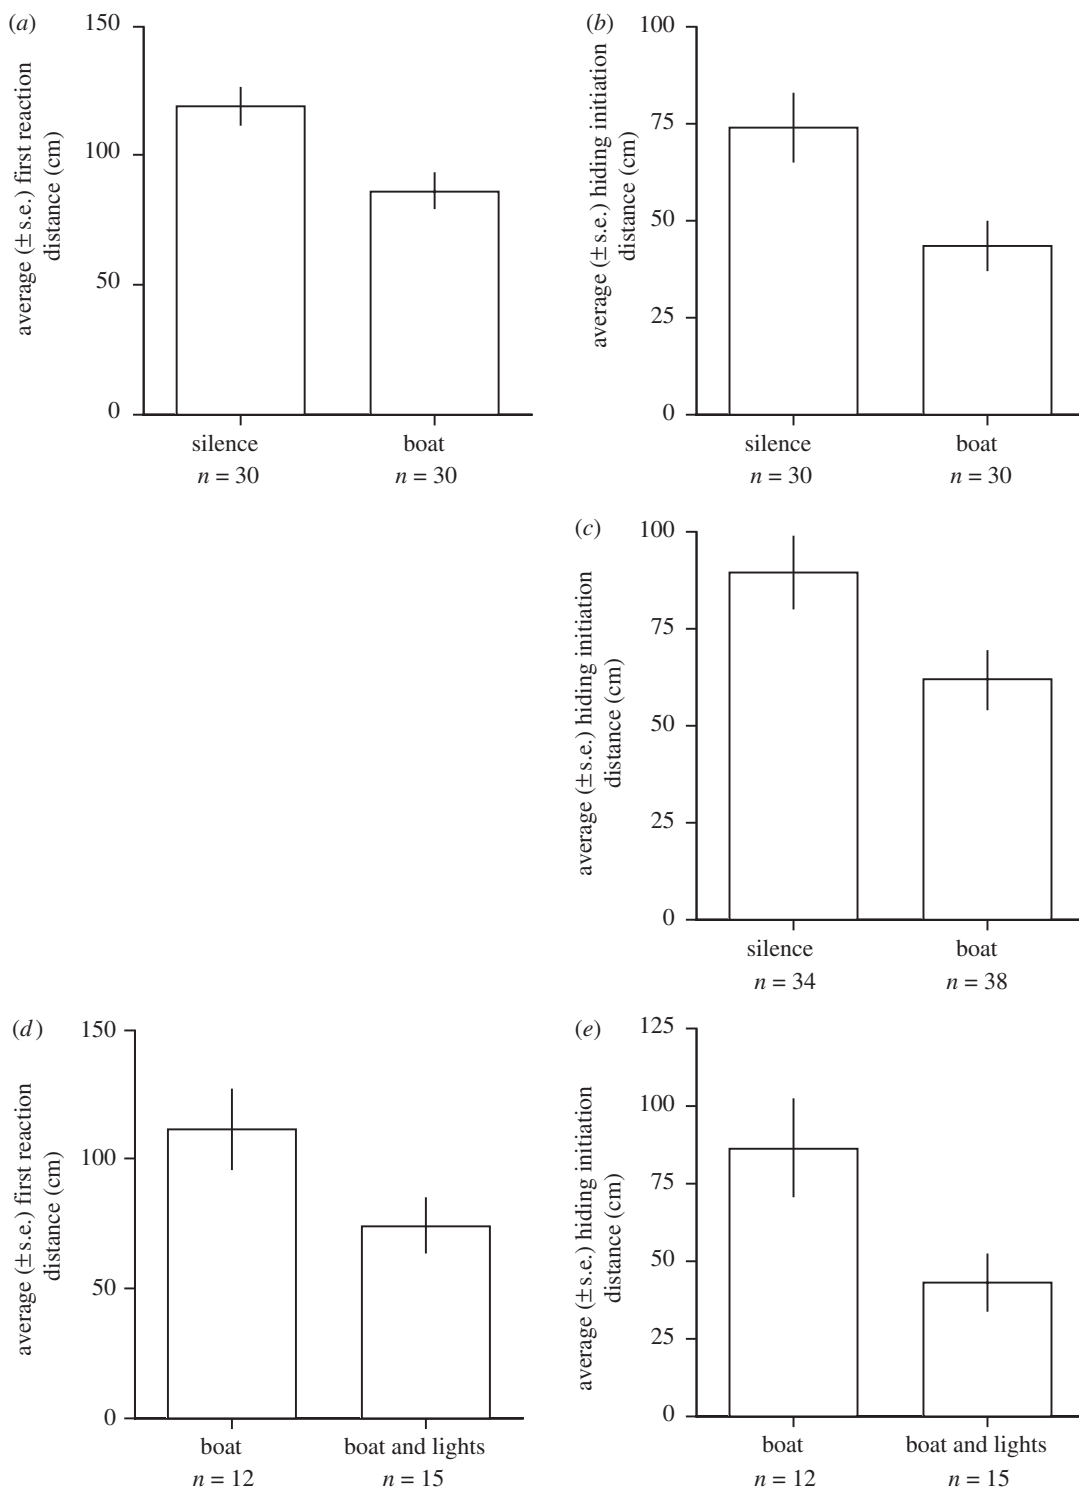 (a)
average (± s.e.) first reaction
distance (cm)
150
100
50
0
silence
boat
n = 30
n = 30
(b)
average (± s.e.) hiding initiation
distance (cm)
100
75
50
25
0
silence
boat
n = 30
n = 30
(c)
average (± s.e.) hiding initiation
distance (cm)
100
75
50
25
0
silence
boat
n = 34
n = 38
(d)
average (± s.e.) first reaction
distance (cm)
150
100
50
0
boat
boat and lights
n = 12
n = 15
(e)
average (± s.e.) hiding initiation
distance (cm)
125
100
75
50
25
0
boat
boat and lights
n = 12
n = 15